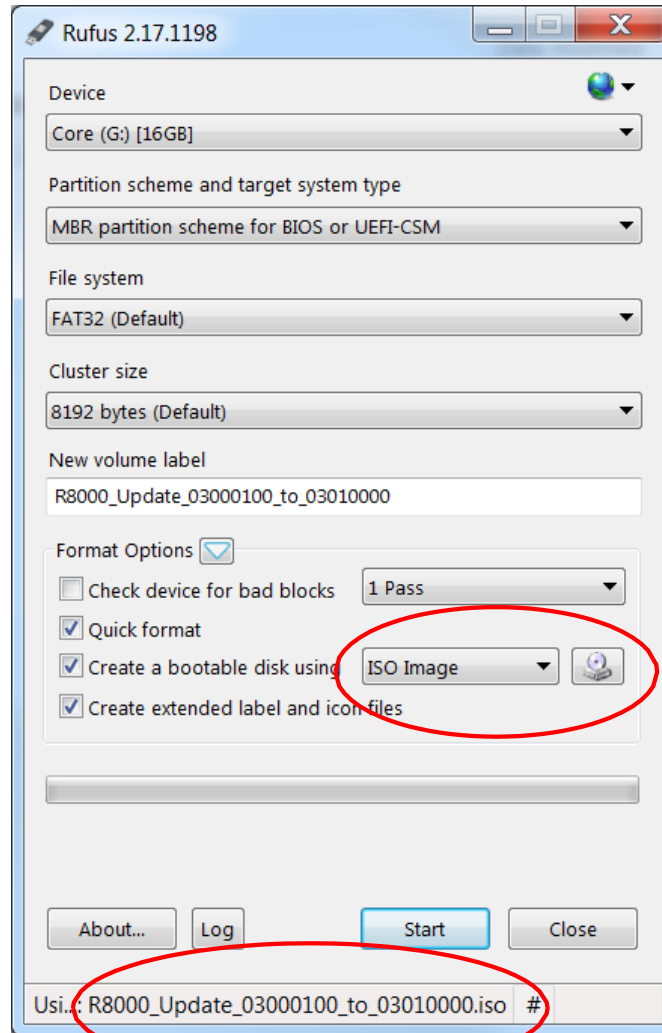 Rufus 2.17.1198
Device
Core (G:) [16GB]
Partition scheme and target system type
MBR partition scheme for BIOS or UEFI-CSM
File system
FAT32 (Default)
Cluster size
8192 bytes (Default)
New volume label
R8000_Update_03000100_to_03010000
Format Options
Check device for bad blocks 1 Pass
Quick format
Create a bootable disk using ISO Image
Create extended label and icon files
About... Log Start Close
Usi...: R8000_Update_03000100_to_03010000.iso #